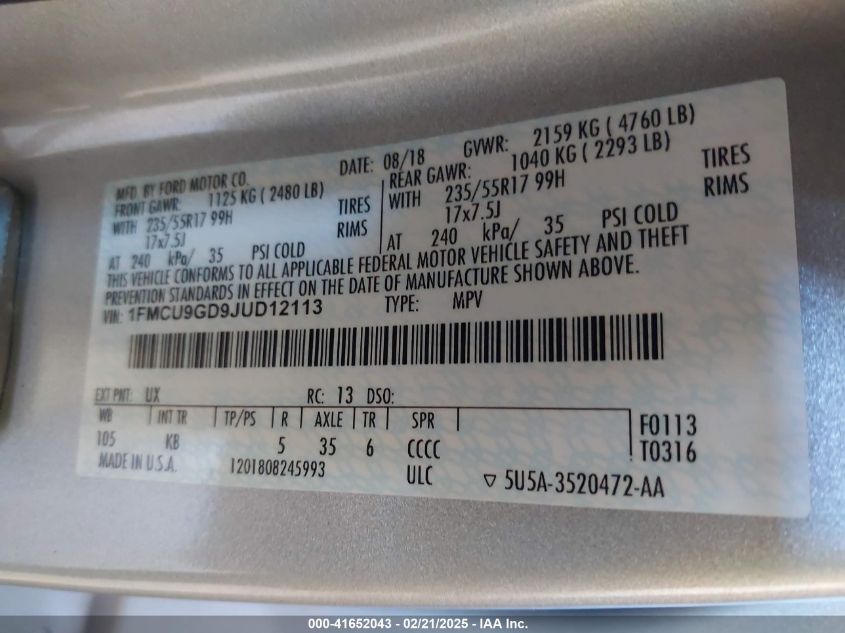 MFD. BY FORD MOTOR CO. DATE: 08/18 GVWR: 2159 KG ( 4760 LB)
FRONT GAWR: 1125 KG ( 2480 LB) REAR GAWR: 1040 KG ( 2293 LB)
WITH 235/55R17 99H TIRES WITH 235/55R17 99H TIRES
17x7.5J RIMS 17x7.5J RIMS
AT 240 kPa/ 35 PSI COLD AT 240 kPa/ 35 PSI COLD
THIS VEHICLE CONFORMS TO ALL APPLICABLE FEDERAL MOTOR VEHICLE SAFETY AND THEFT
PREVENTION STANDARDS IN EFFECT ON THE DATE OF MANUFACTURE SHOWN ABOVE.
VIN: 1FMCU9GD9JUD12113 TYPE: MPV
EXT PNT: UX RC: 13 DSO:
WB INT TR TP/PS R AXLE TR SPR F0113
105 KB 5 35 6 CCCC T0316
MADE IN U.S.A. 1201808245993 ULC ▽ 5U5A-3520472-AA
000-41652043 / 02/21/2025 - IAA Inc.